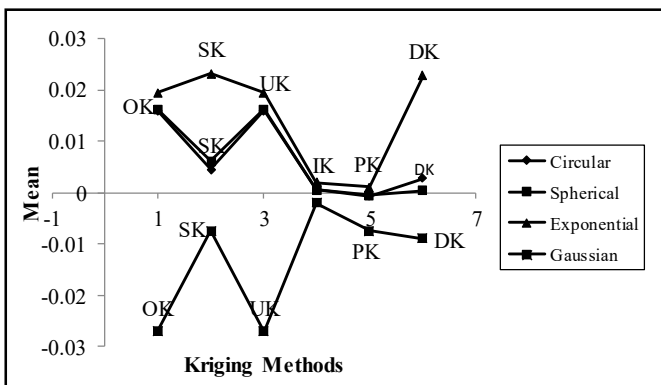 Mean
0.03
0.02
0.01
0
-0.01
-0.02
-0.03
-1
1
3
5
7
OK
SK
UK
SK
IK
PK
DK
DK
SK
OK
UK
PK
DK
Kriging Methods
Circular
Spherical
Exponential
Gaussian